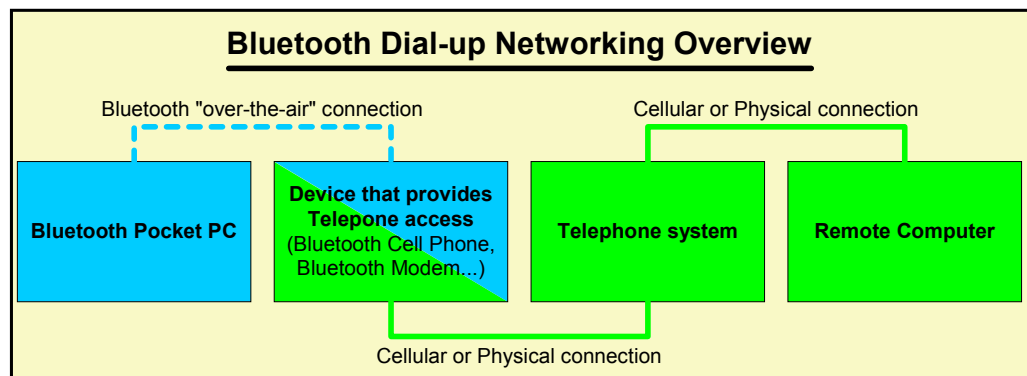 Bluetooth Dial-up Networking Overview
Bluetooth "over-the-air" connection
Cellular or Physical connection
Bluetooth Pocket PC
Device that provides
Telepone access
(Bluetooth Cell Phone,
Bluetooth Modem...)
Telephone system
Remote Computer
Cellular or Physical connection